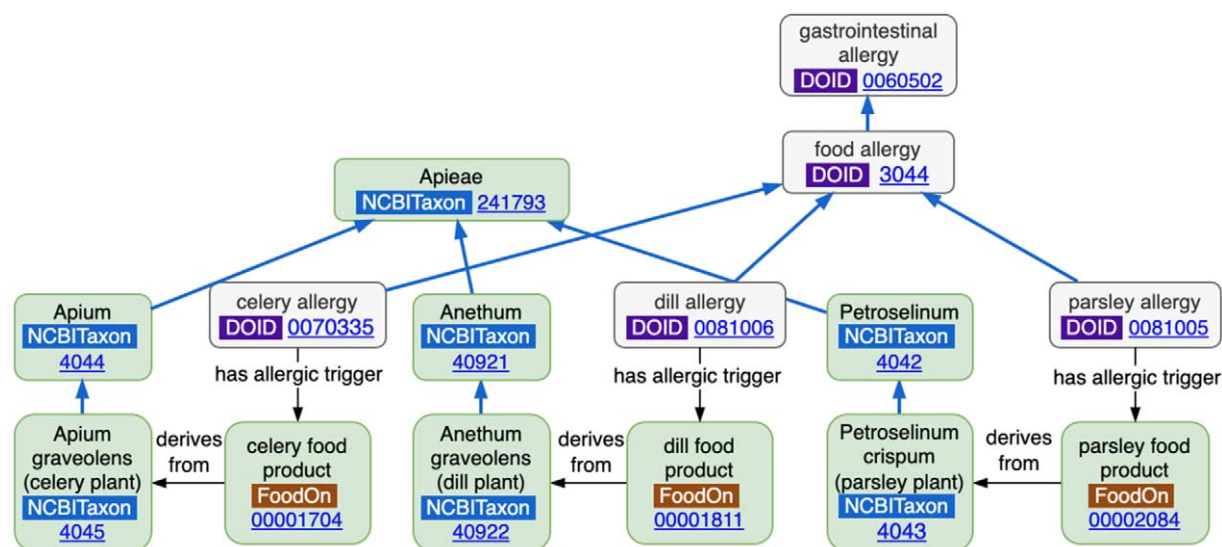 gastrointestinal
allergy
DOID 0060502
food allergy
DOID 3044
Apieae
NCBITaxon 241793
Apium
NCBITaxon
4044
celery allergy
DOID 0070335
Anethum
NCBITaxon
40921
dill allergy
DOID 0081006
Petroselinum
NCBITaxon
4042
parsley allergy
DOID 0081005
has allergic trigger
has allergic trigger
has allergic trigger
Apium
graveolens
(celery plant)
NCBITaxon
4045
derives
from
celery food
product
FoodOn
00001704
Anethum
graveolens
(dill plant)
NCBITaxon
40922
derives
from
dill food
product
FoodOn
00001811
Petroselinum
crispum
(parsley plant)
NCBITaxon
4043
derives
from
parsley food
product
FoodOn
00002084